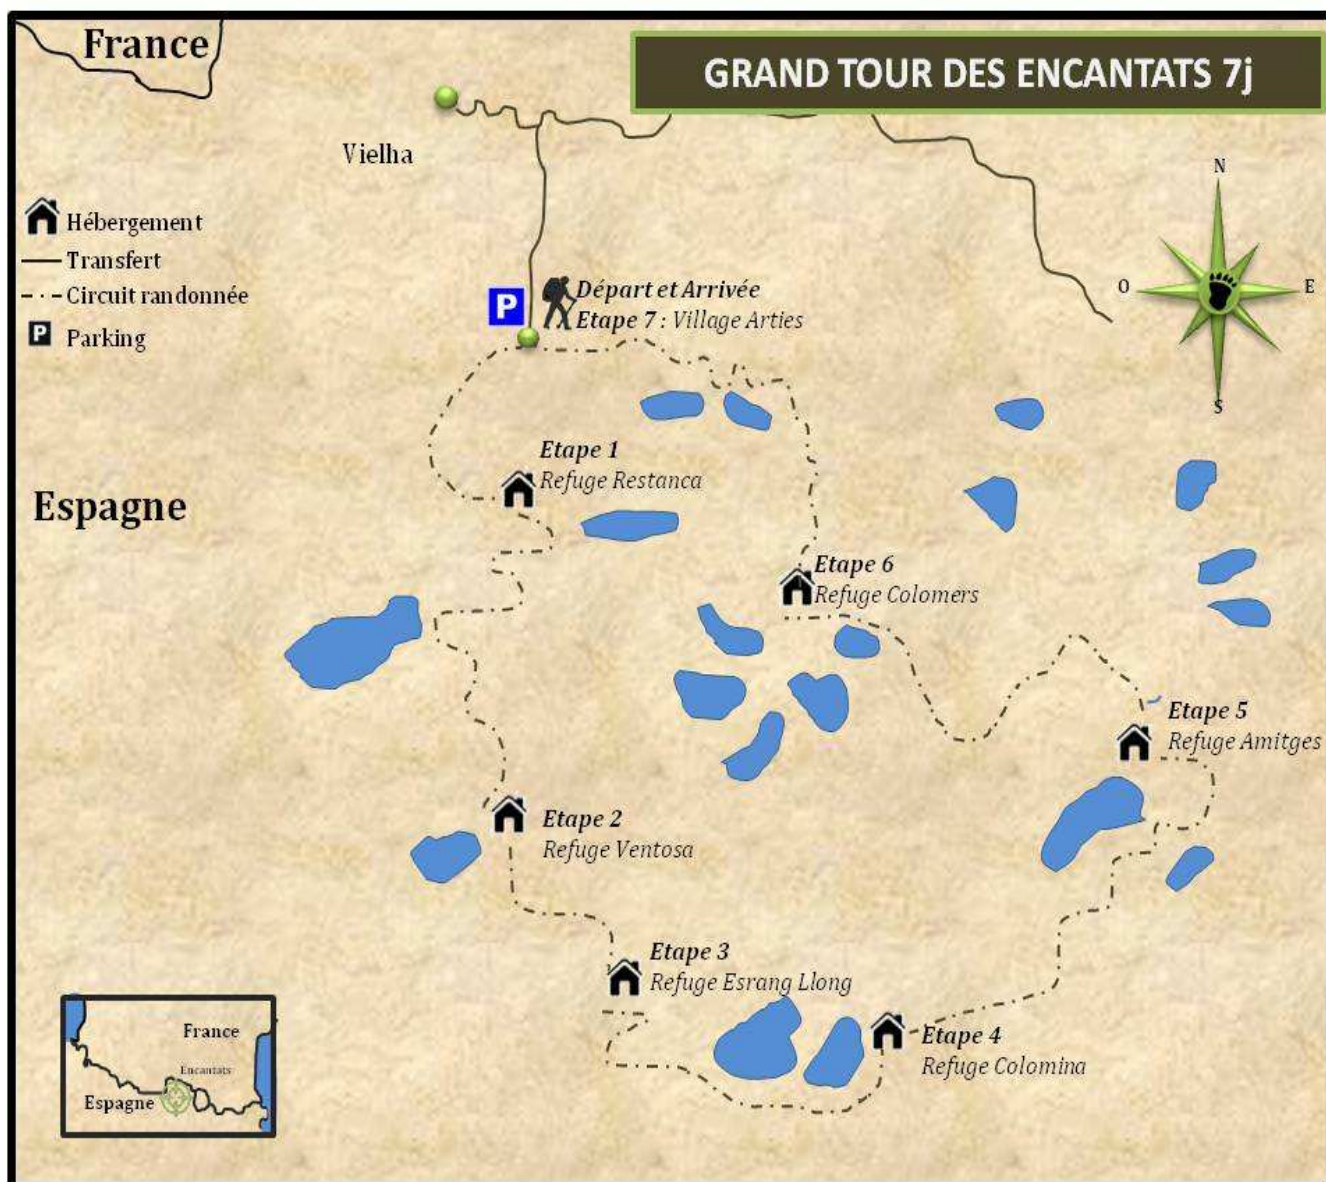 France
GRAND TOUR DES ENCANTATS 7j
Vielha
N
Hébergement
Transfert
Circuit randonnée
P
Parking
O
E
S
P
Départ et Arrivée
Etape 7 : Village Arties
Espagne
Etape 1
Refuge Restanca
Etape 6
Refuge Colomers
Etape 5
Refuge Amitges
Etape 2
Refuge Ventosa
Etape 3
Refuge Esrang Llong
Etape 4
Refuge Colomina
France
Encantats
Espagne